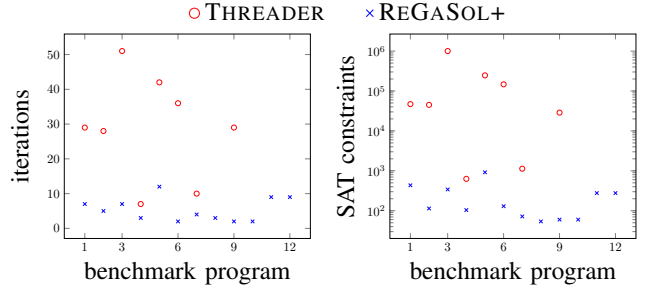 THREADER REGASOL+
iterations
50
40
30
20
10
0
1 3 6 9 12
benchmark program
SAT constraints
10^6
10^5
10^4
10^3
10^2
1 3 6 9 12
benchmark program